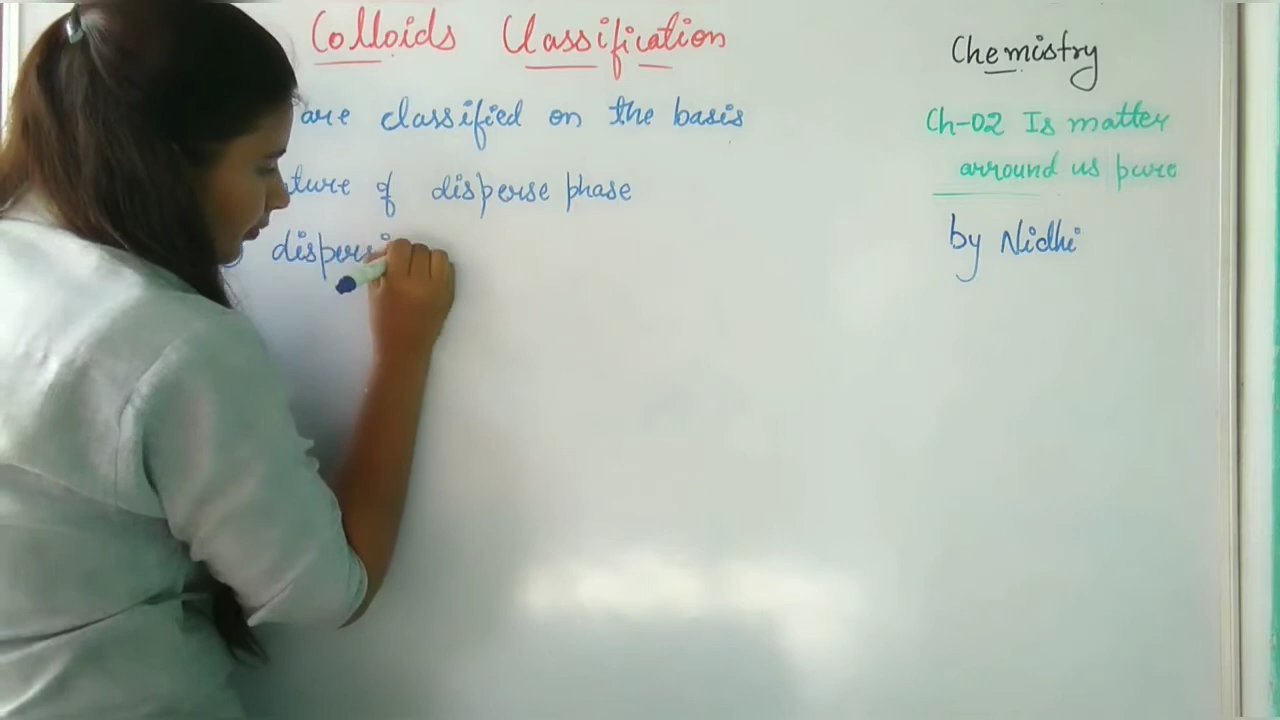 Colloids Classification
are classified on the basis
of disperse phase
Chemistry
Ch-02 Is matter
arround us pure
by Nidhi